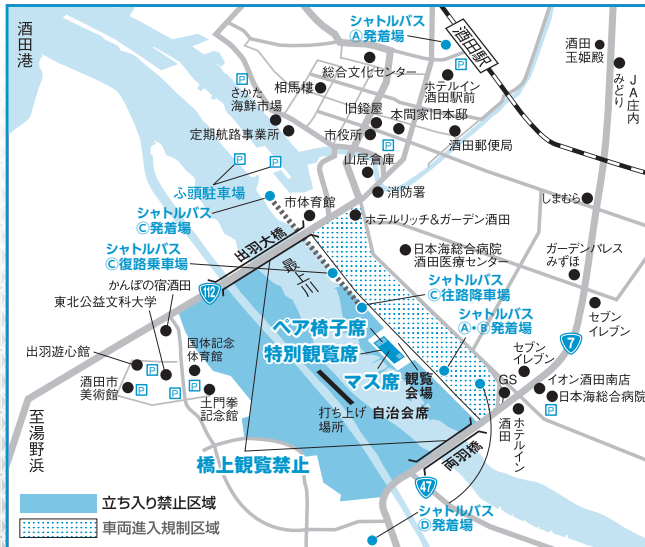 酒田港
シャトルバス
Ⓐ発着場
酒田駅
P
酒田
玉姫殿
みどり
JA庄内
総合文化センター
P
さかた
海鮮市場
相馬樓
ホテルイン
酒田駅前
旧鐙屋
本間家旧本邸
定期航路事業所
市役所
酒田郵便局
P
P
P
山居倉庫
ふ頭駐車場
消防署
しまむら
シャトルバス
Ⓒ発着場
市体育館
ホテルリッチ&ガーデン酒田
出羽大橋
シャトルバス
Ⓒ復路乗車場
最上川
日本海総合病院
酒田医療センター
ガーデンパレス
みずほ
112
かんぽの宿酒田
シャトルバス
Ⓒ往路降車場
東北公益文科大学
セブン
イレブン
ペア椅子席
シャトルバス
Ⓐ・Ⓑ発着場
7
出羽遊心館
国体記念
体育館
特別観覧席
セブン
イレブン
P
マス席
観覧
会場
酒田市
美術館
P
P
土門拳
記念館
GS
イオン酒田南店
日本海総合病院
P
打ち上げ
場所
自治会席
ホテルイン
酒田
至湯野浜
橋上観覧禁止
両羽橋
47
立ち入り禁止区域
車両進入規制区域
シャトルバス
Ⓓ発着場